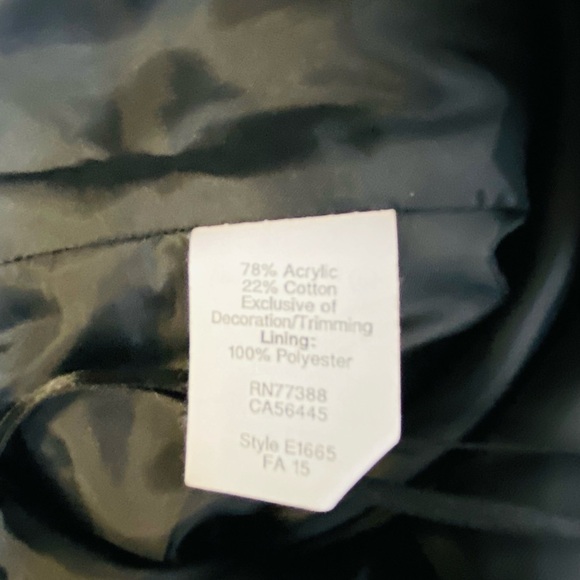 78% Acrylic
22% Cotton
Exclusive of
Decoration/Trimming
Lining:
100% Polyester
RN77388
CA56445
Style E1665
FA 15